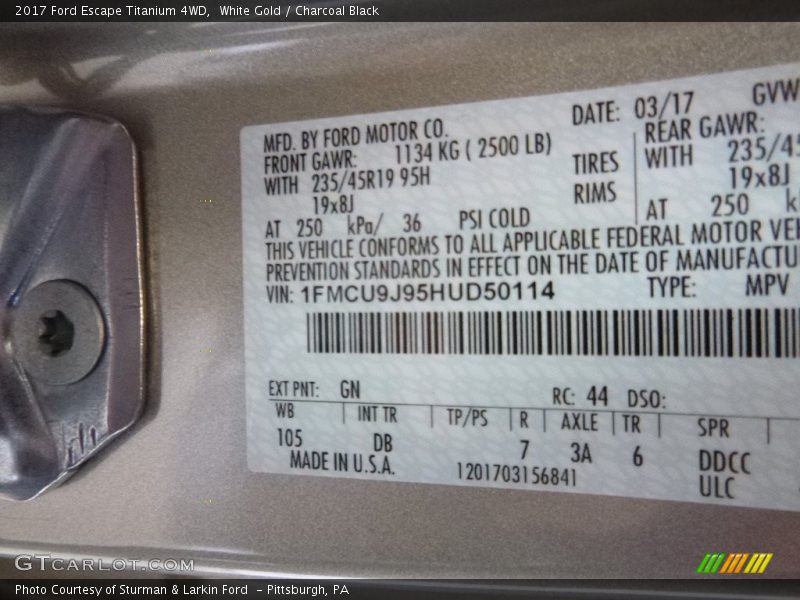 2017 Ford Escape Titanium 4WD, White Gold / Charcoal Black
MFD. BY FORD MOTOR CO.
DATE: 03/17
GVW
FRONT GAWR: 1134 KG ( 2500 LB)
REAR GAWR:
WITH 235/45R19 95H
TIRES
WITH 235/45
19x8J
RIMS
19x8J
AT 250 kPa/ 36 PSI COLD
AT 250 k
THIS VEHICLE CONFORMS TO ALL APPLICABLE FEDERAL MOTOR VEH
PREVENTION STANDARDS IN EFFECT ON THE DATE OF MANUFACTU
VIN: 1FMCU9J95HUD50114 TYPE: MPV
EXT PNT: GN RC: 44 DSO:
WB INT TR TP/PS R AXLE TR SPR
105 DB 7 3A 6 DDCC
MADE IN U.S.A. 1201703156841 ULC
GTCARLOT.COM
Photo Courtesy of Sturman & Larkin Ford - Pittsburgh, PA